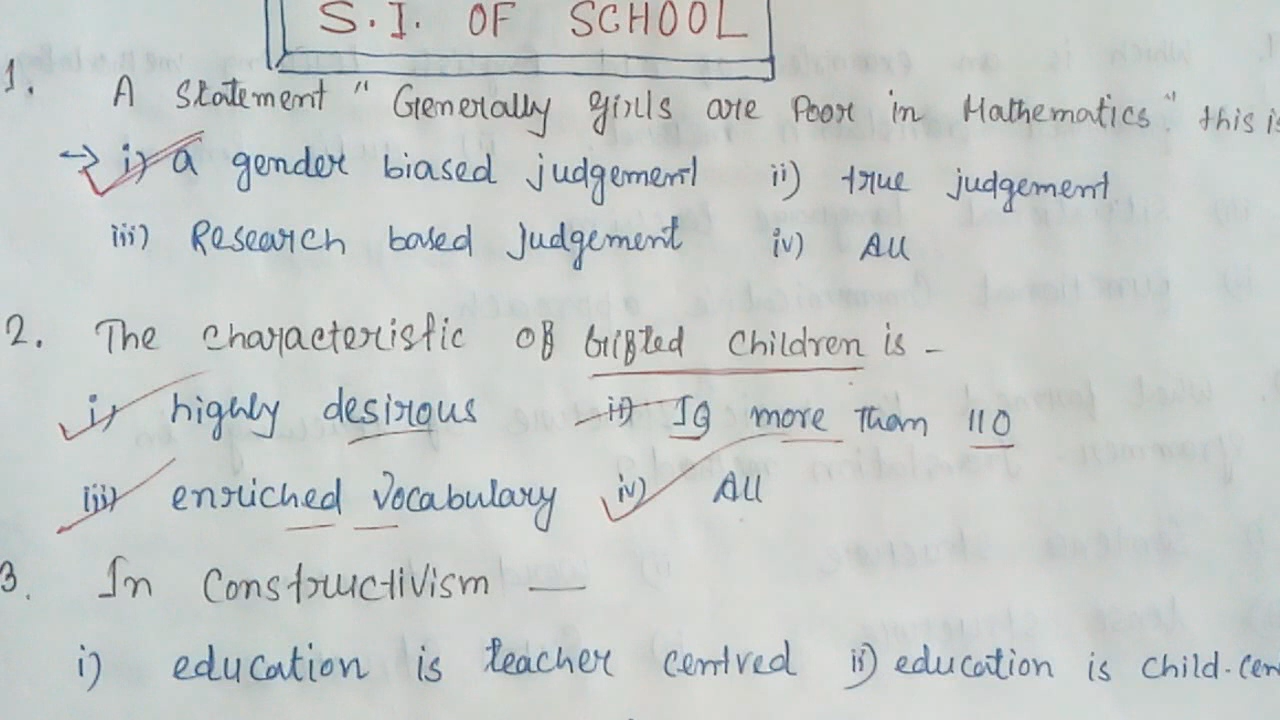 S.I. OF SCHOOL
1. A Statement "Generally girls are Poor in Mathematics" this is
i) a gender biased judgement ii) true judgement
iii) Research based judgement iv) All
2. The characteristic of Gifted Children is -
i) highly desirous ii) IQ more than 110
iii) enriched vocabulary iv) All
3. In Constructivism —
i) education is teacher centred ii) education is child-cen